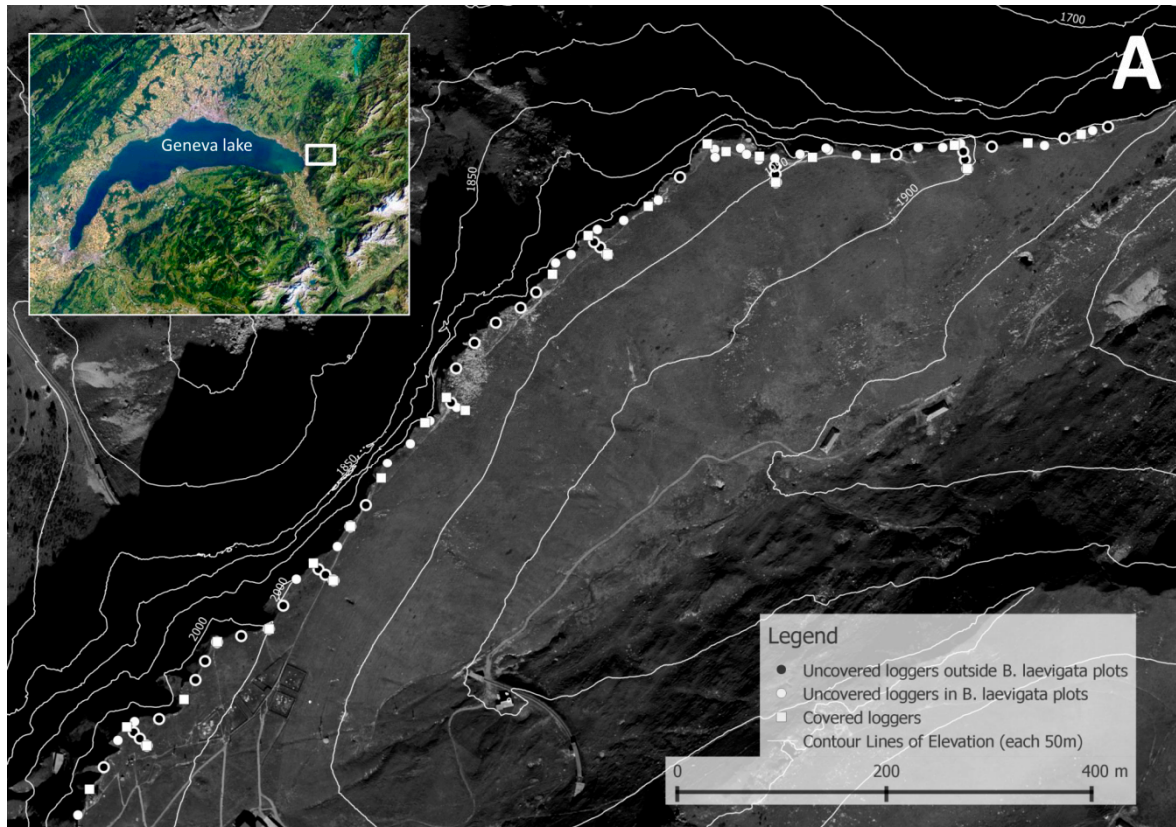 1700
A
Geneva lake
1850
1900
1850
2000
2000
Legend
Uncovered loggers outside B. laevigata plots
Uncovered loggers in B. laevigata plots
Covered loggers
Contour Lines of Elevation (each 50m)
0 200 400 m